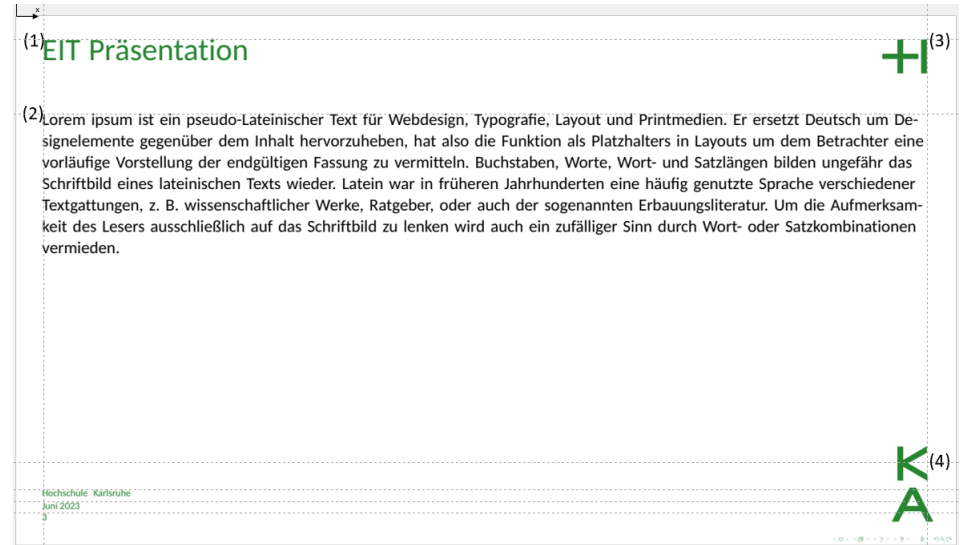 x
(1) EIT Präsentation
+I (3)
(2) Lorem ipsum ist ein pseudo-Lateinischer Text für Webdesign, Typografie, Layout und Printmedien. Er ersetzt Deutsch um De-
signelemente gegenüber dem Inhalt hervorzuheben, hat also die Funktion als Platzhalters in Layouts um dem Betrachter eine
vorläufige Vorstellung der endgültigen Fassung zu vermitteln. Buchstaben, Worte, Wort- und Satzlängen bilden ungefähr das
Schriftbild eines lateinischen Texts wieder. Latein war in früheren Jahrhunderten eine häufig genutzte Sprache verschiedener
Textgattungen, z. B. wissenschaftlicher Werke, Ratgeber, oder auch der sogenannten Erbauungsliteratur. Um die Aufmerksam-
keit des Lesers ausschließlich auf das Schriftbild zu lenken wird auch ein zufälliger Sinn durch Wort- oder Satzkombinationen
vermieden.
K (4)
A
Hochschule Karlsruhe
Juni 2023
3